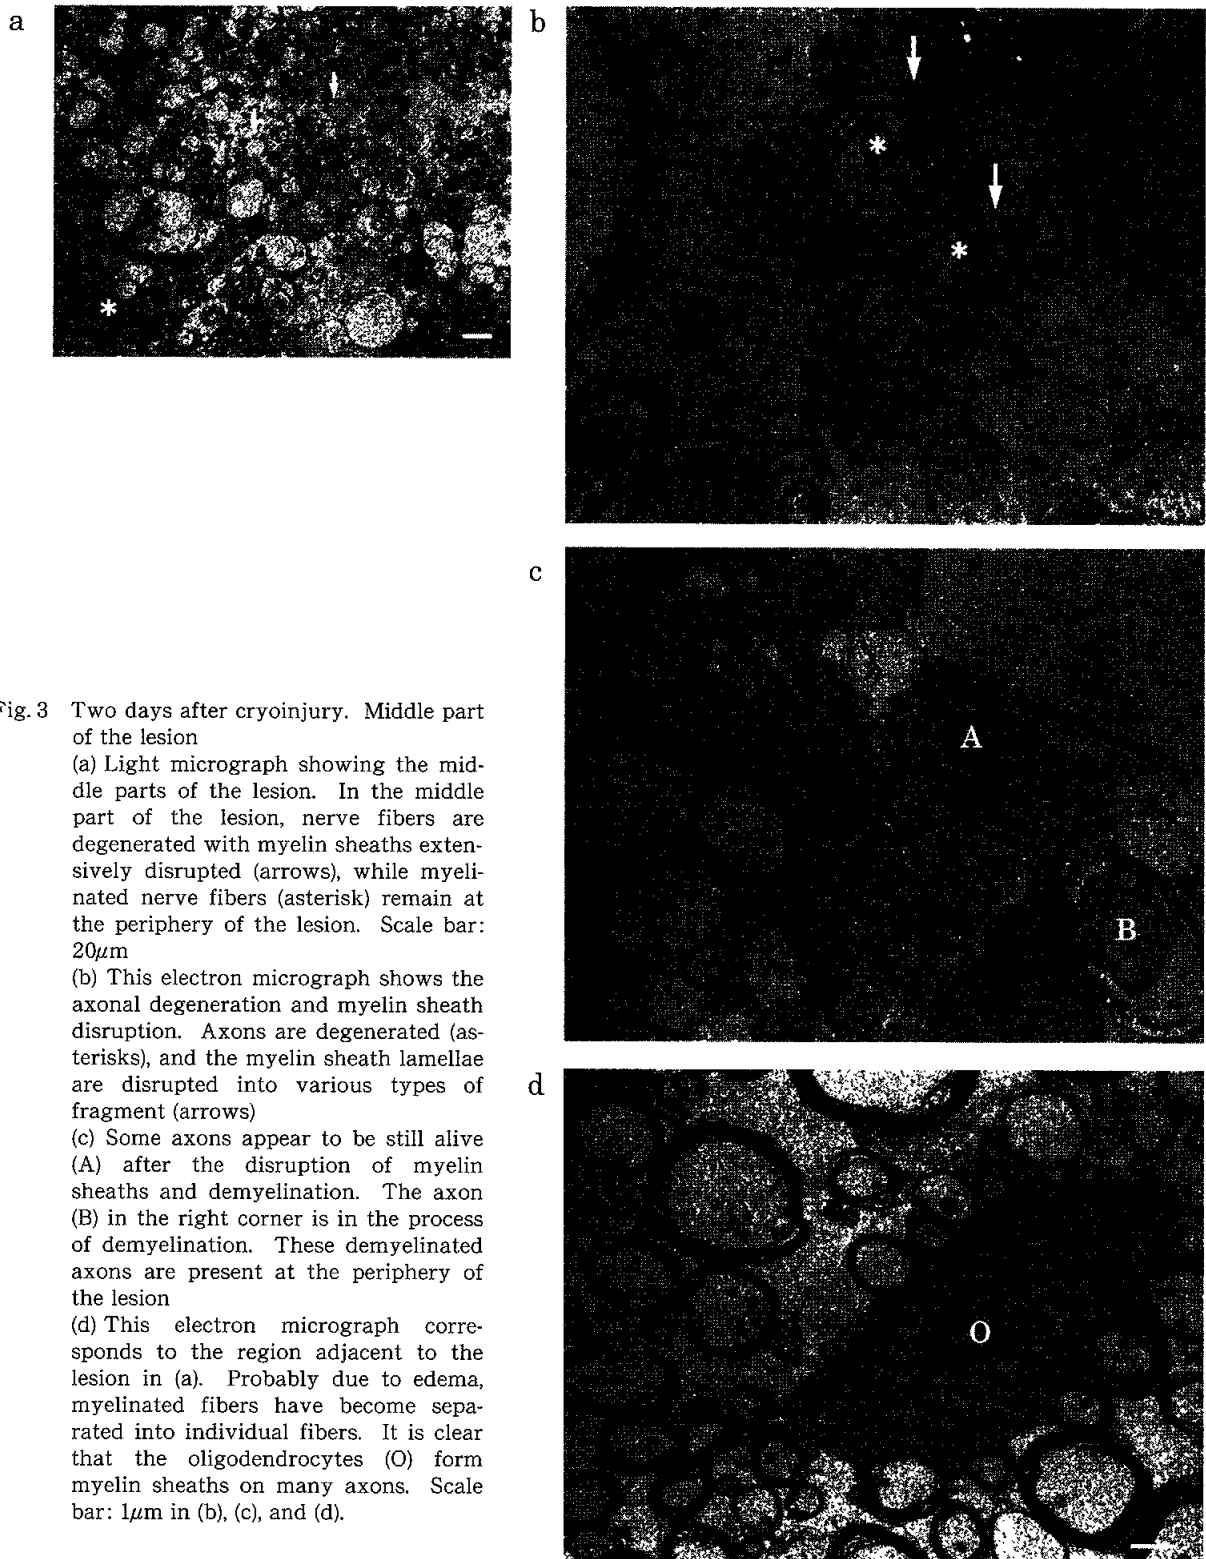 a
b
c
A
B
d
O
Fig. 3 Two days after cryoinjury. Middle part
of the lesion
(a) Light micrograph showing the mid-
dle parts of the lesion. In the middle
part of the lesion, nerve fibers are
degenerated with myelin sheaths exten-
sively disrupted (arrows), while myeli-
nated nerve fibers (asterisk) remain at
the periphery of the lesion. Scale bar:
20μm
(b) This electron micrograph shows the
axonal degeneration and myelin sheath
disruption. Axons are degenerated (as-
terisks), and the myelin sheath lamellae
are disrupted into various types of
fragment (arrows)
(c) Some axons appear to be still alive
(A) after the disruption of myelin
sheaths and demyelination. The axon
(B) in the right corner is in the process
of demyelination. These demyelinated
axons are present at the periphery of
the lesion
(d) This electron micrograph corre-
sponds to the region adjacent to the
lesion in (a). Probably due to edema,
myelinated fibers have become sepa-
rated into individual fibers. It is clear
that the oligodendrocytes (O) form
myelin sheaths on many axons. Scale
bar: 1μm in (b), (c), and (d).